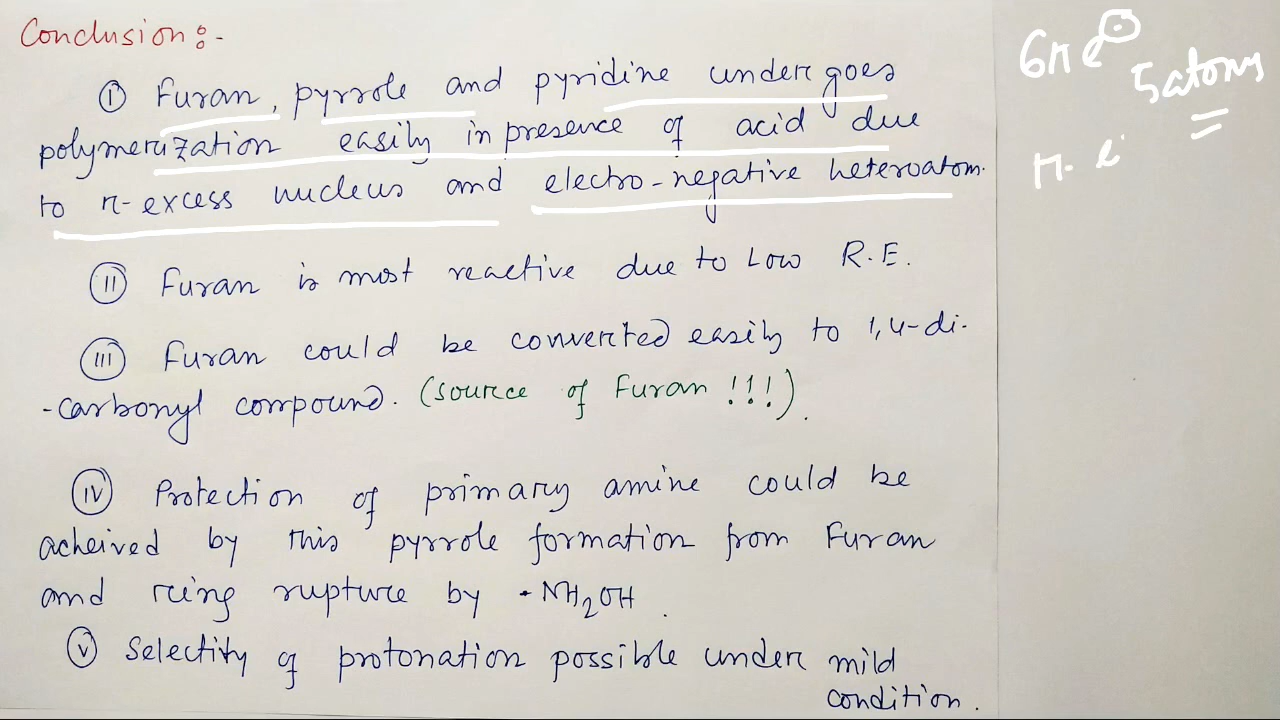 Conclusion:-
① Furan, pyrrole and pyridine undergoes
polymerization easily in presence of acid due
to π-excess nucleus and electro-negative heteroatom.
Ⅱ Furan is most reactive due to Low R.E.
Ⅲ Furan could be converted easily to 1,4-di-
-carbonyl compound. (source of Furan !!!).
Ⅳ Protection of primary amine could be
acheived by this pyrrole formation from Furan
and ring rupture by -NH₂OH.
Ⅴ Selectity of protonation possible under mild
condition.
6π e⊖
5 atoms
π. e